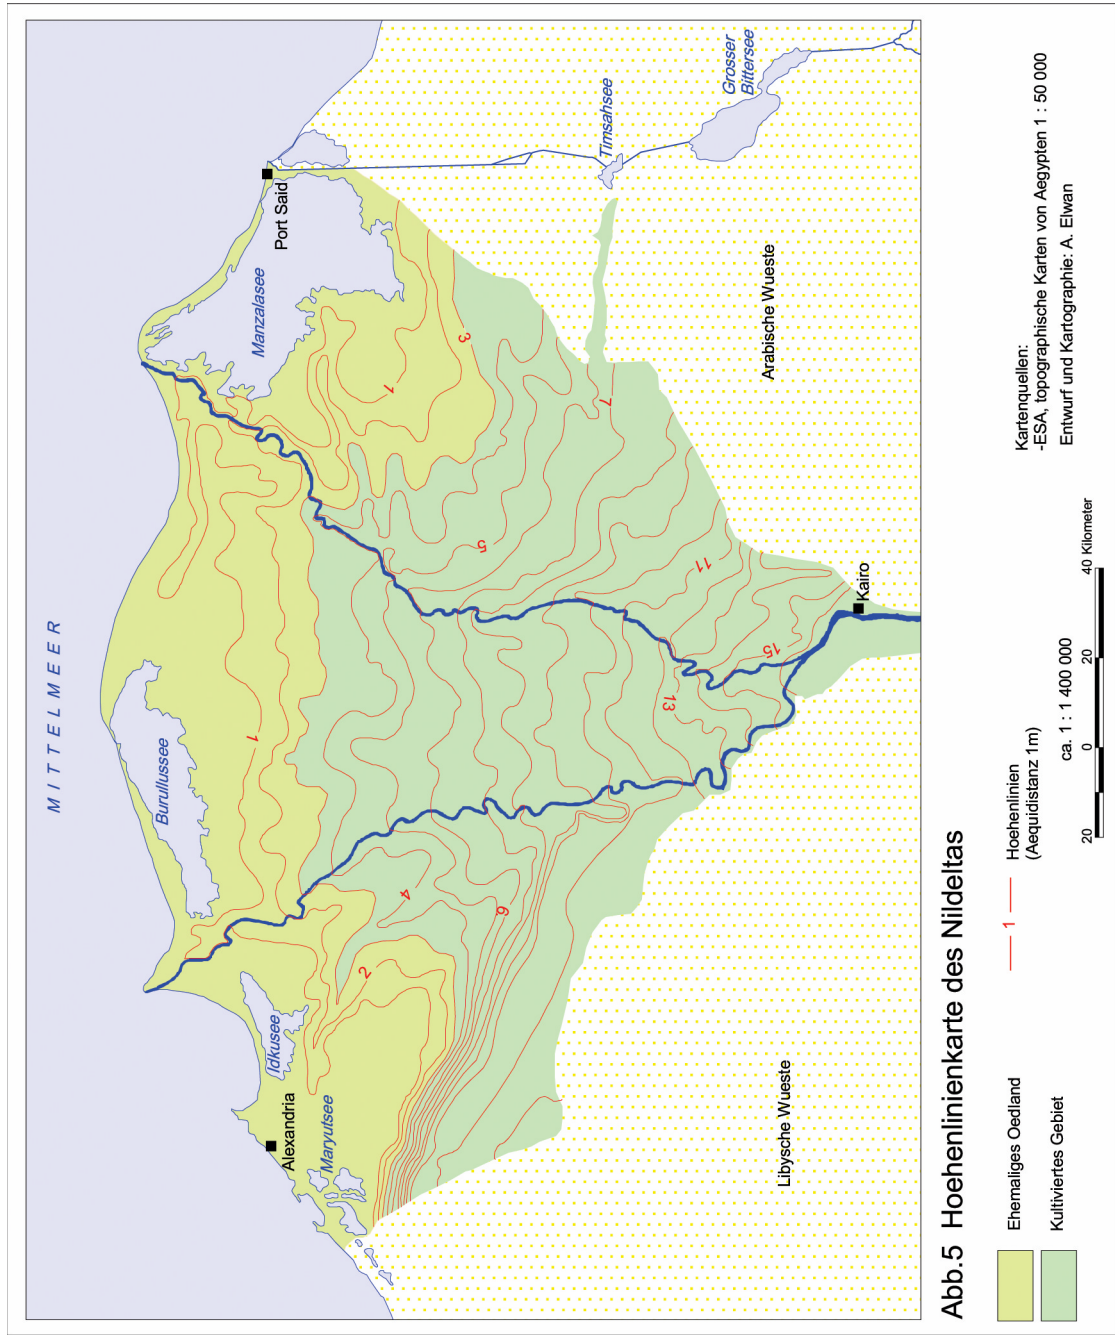 MITTELMEER
Burullussee
Manzalasee
Port Said
Idkusee
Alexandria
Maryutsee
Timsahsee
Grosser
Bittersee
1
1
2
3
4
5
6
7
11
13
15
Arabische Wueste
Libysche Wueste
Kairo
Abb.5 Hoehenlinienkarte des Nildeltas
Ehemaliges Oedland
Kultiviertes Gebiet
1
Hoehenlinien
(Aequidistanz 1m)
ca. 1 : 1 400 000
20 0 20 40 Kilometer
Kartenquellen:
-ESA, topographische Karten von Aegypten 1 : 50 000
Entwurf und Kartographie: A. Elwan